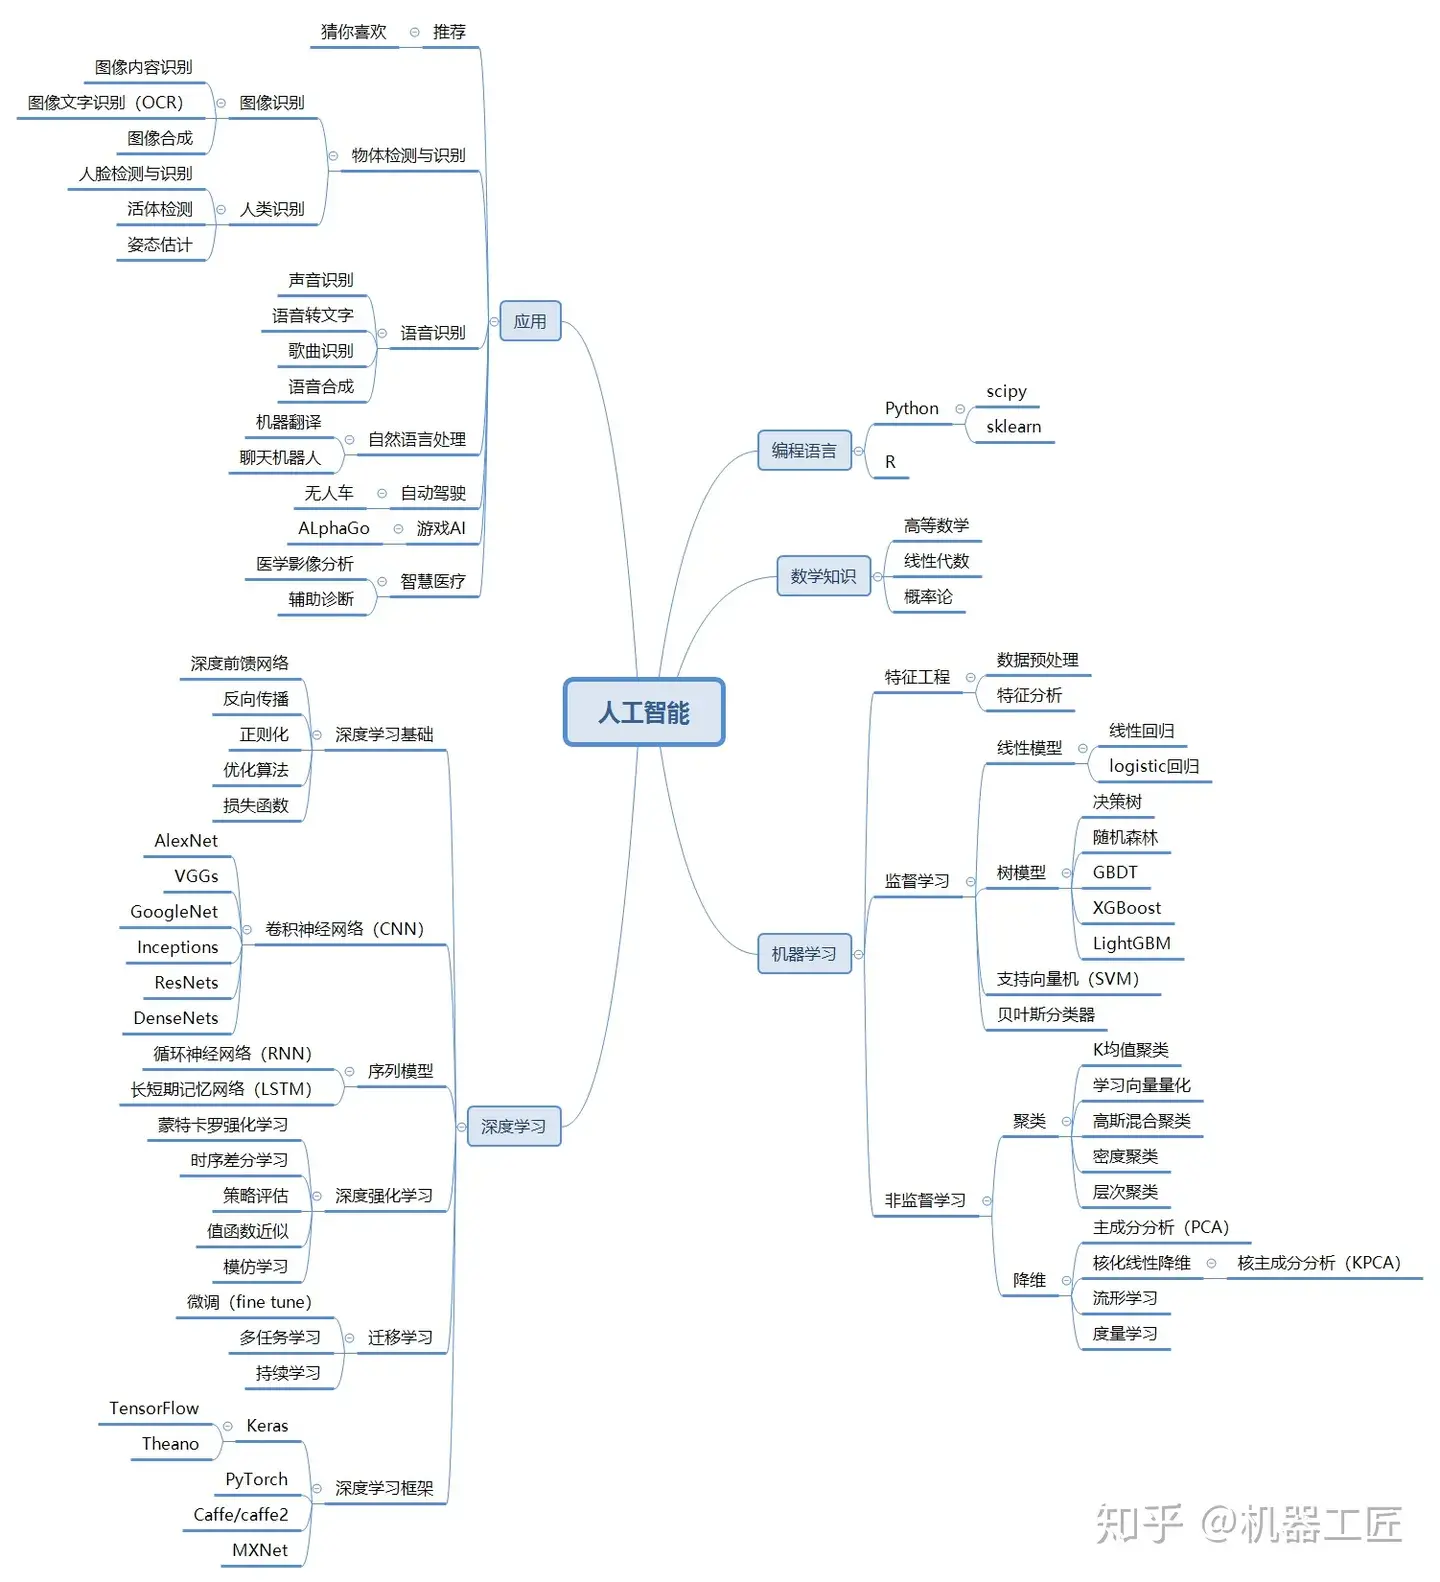 人工智能
编程语言
Python
scipy
sklearn
R
数学知识
高等数学
线性代数
概率论
机器学习
特征工程
数据预处理
特征分析
监督学习
线性模型
线性回归
logistic回归
树模型
决策树
随机森林
GBDT
XGBoost
LightGBM
支持向量机（SVM）
贝叶斯分类器
非监督学习
聚类
K均值聚类
学习向量量化
高斯混合聚类
密度聚类
层次聚类
降维
主成分分析（PCA）
核化线性降维
核主成分分析（KPCA）
流形学习
度量学习
应用
推荐
猜你喜欢
物体检测与识别
图像识别
图像内容识别
图像文字识别（OCR）
图像合成
人类识别
人脸检测与识别
活体检测
姿态估计
语音识别
声音识别
语音转文字
歌曲识别
语音合成
自然语言处理
机器翻译
聊天机器人
自动驾驶
无人车
游戏AI
ALphaGo
智慧医疗
医学影像分析
辅助诊断
深度学习
深度学习基础
深度前馈网络
反向传播
正则化
优化算法
损失函数
卷积神经网络（CNN）
AlexNet
VGGs
GoogleNet
Inceptions
ResNets
DenseNets
序列模型
循环神经网络（RNN）
长短期记忆网络（LSTM）
深度强化学习
蒙特卡罗强化学习
时序差分学习
策略评估
值函数近似
模仿学习
迁移学习
微调（fine tune）
多任务学习
持续学习
深度学习框架
Keras
TensorFlow
Theano
PyTorch
Caffe/caffe2
MXNet
知乎 @机器工匠